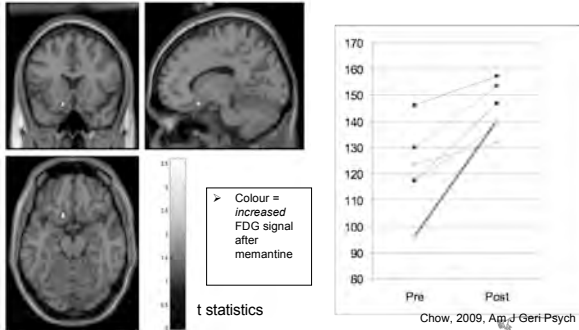 ➢ Colour =
increased
FDG signal
after
memantine
t statistics
170
160
150
140
130
120
110
100
90
80
Pre Post
Chow, 2009, Am J Geri Psych